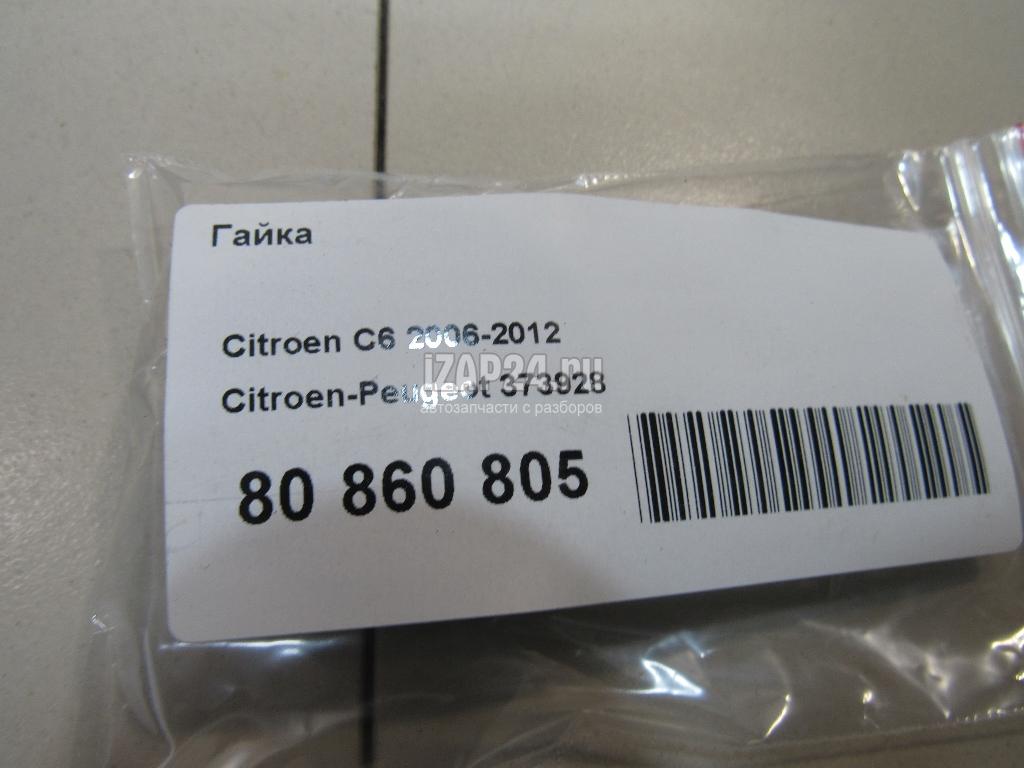 Гайка
Citroen C6 2006-2012
iZAP24.ru
Citroen-Peugeot 373928
автозапчасти с разборов
80 860 805